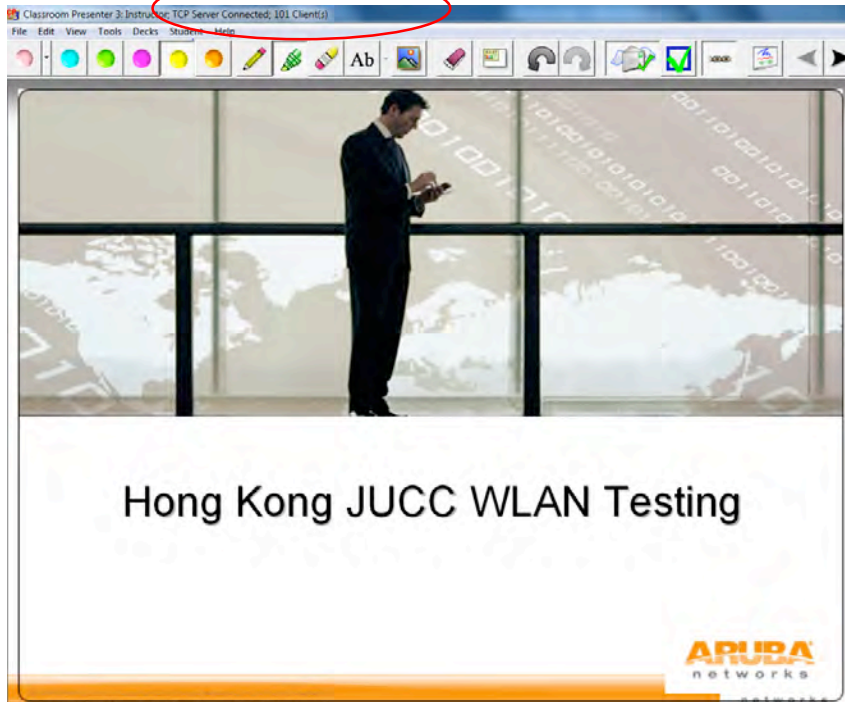 Classroom Presenter 3: Instructor; TCP Server Connected; 101 Client(s)
File Edit View Tools Decks Student Help
Ab
Hong Kong JUCC WLAN Testing
ARUBA
networks
networks